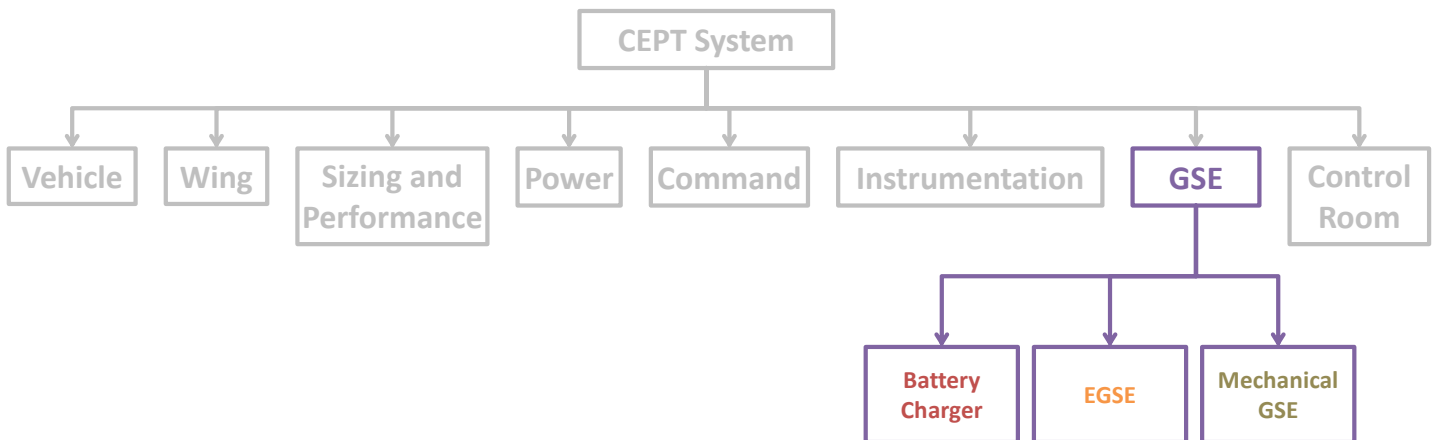 CEPT System
Vehicle
Wing
Sizing and
Performance
Power
Command
Instrumentation
GSE
Control
Room
Battery
Charger
EGSE
Mechanical
GSE